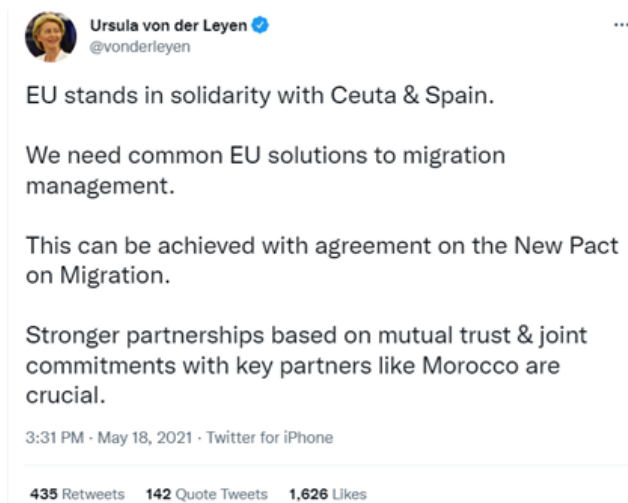 Ursula von der Leyen
@vonderleyen
EU stands in solidarity with Ceuta & Spain.
We need common EU solutions to migration
management.
This can be achieved with agreement on the New Pact
on Migration.
Stronger partnerships based on mutual trust & joint
commitments with key partners like Morocco are
crucial.
3:31 PM · May 18, 2021 · Twitter for iPhone
435 Retweets 142 Quote Tweets 1,626 Likes